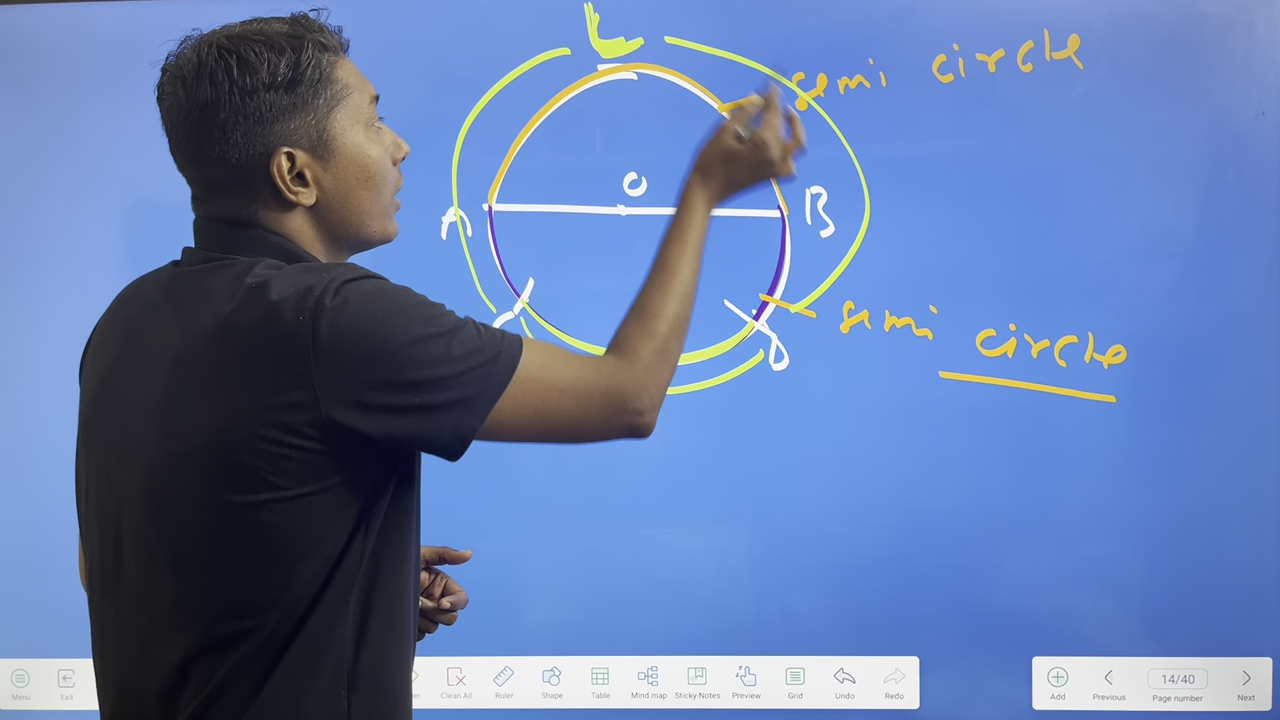 L
semi circle
O
A
B
semi circle
Menu
Exit
Clean All
Ruler
Shape
Table
Mind map
Sticky-Notes
Preview
Grid
Undo
Redo
Add
Previous
14/40
Page number
Next